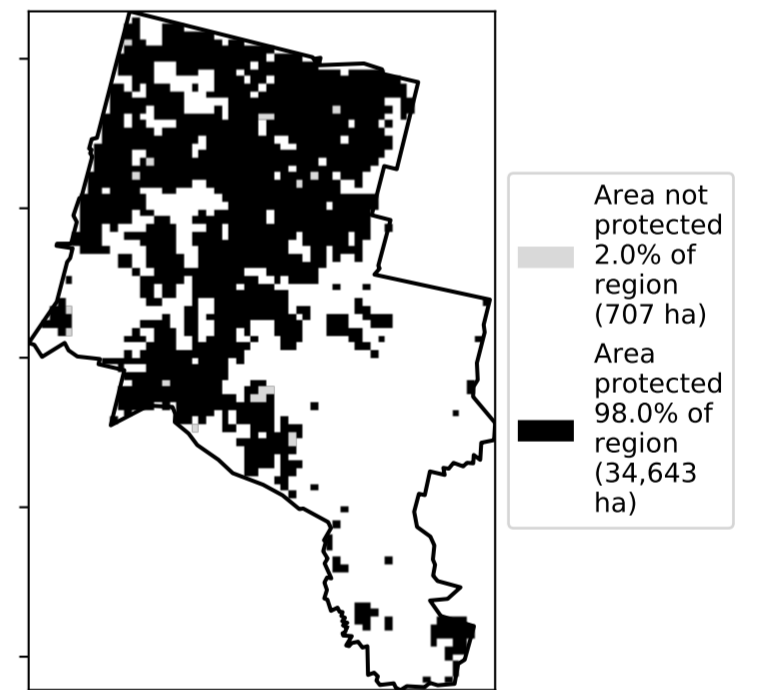 Area not
protected
2.0% of
region
(707 ha)
Area
protected
98.0% of
region
(34,643
ha)